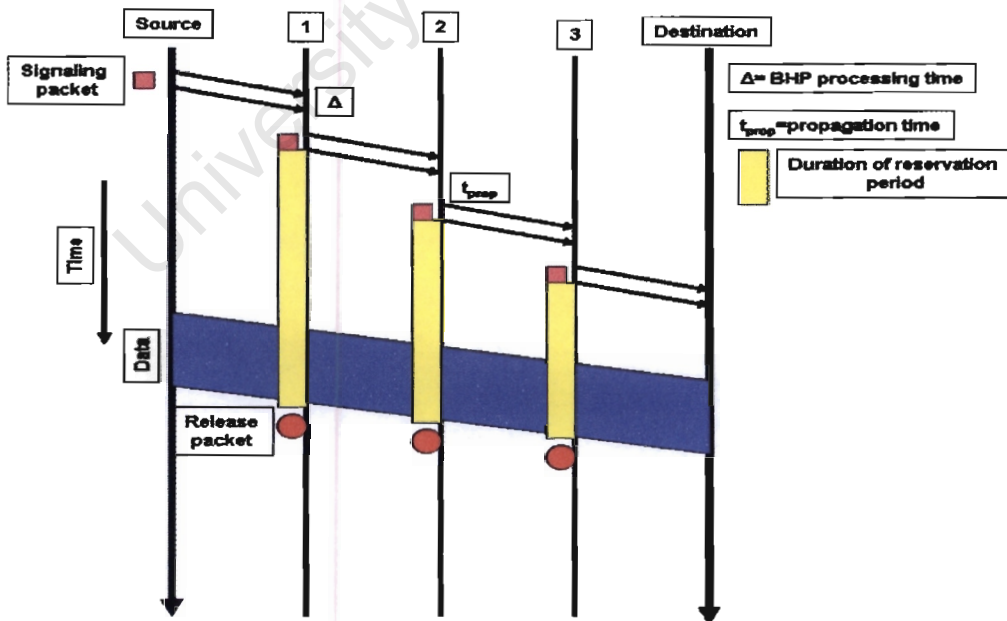 Source
1
2
3
Destination
Signaling
packet
Δ
Δ= BHP processing time
t_prop=propagation time
Duration of reservation
period
t_prop
Time
Data
Release
packet
University